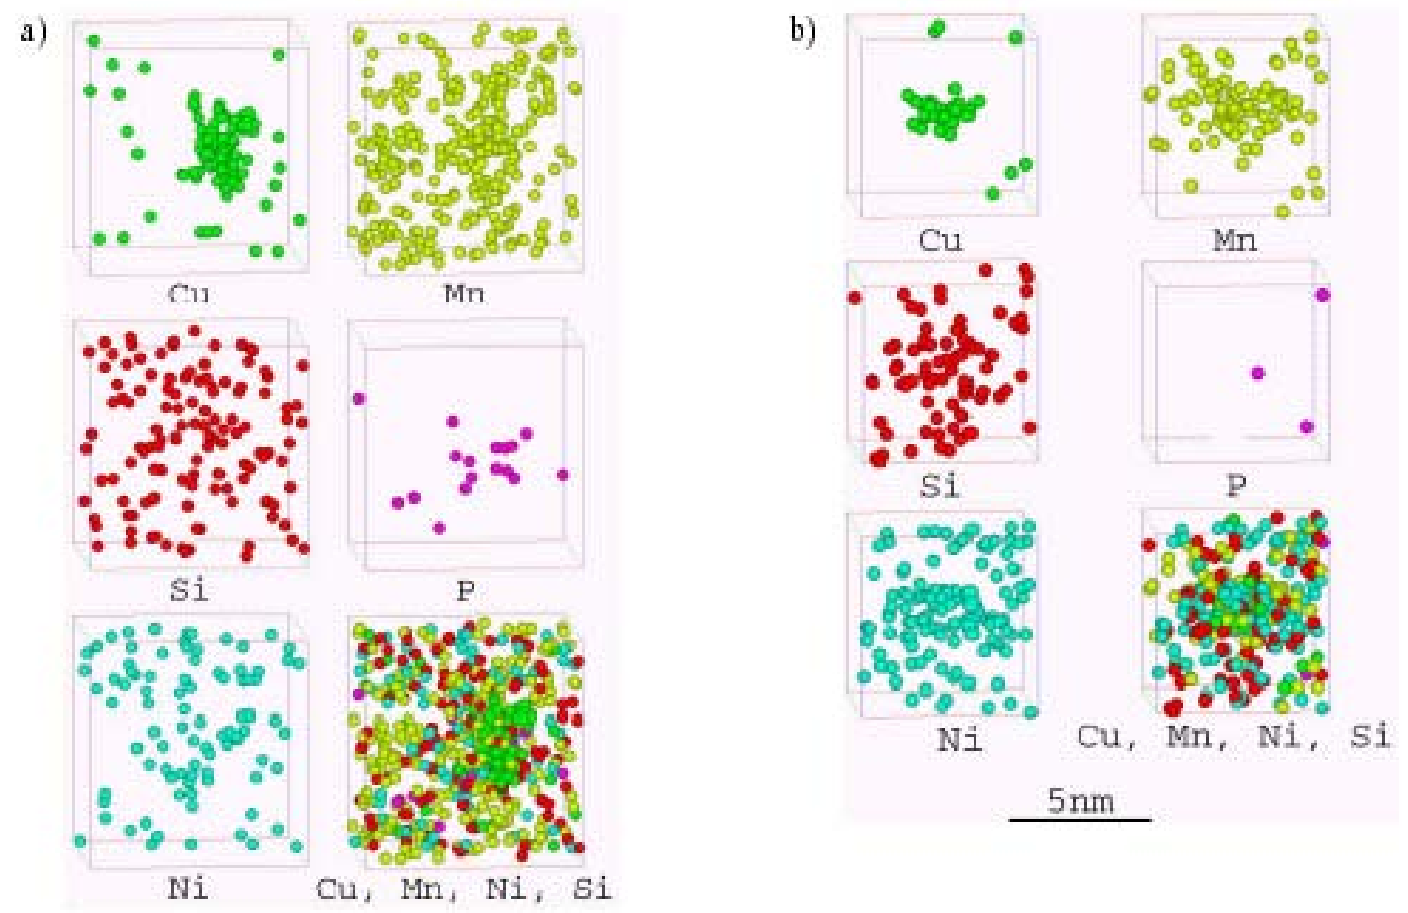 a)
Cu Mn
Si P
Ni Cu, Mn, Ni, Si
b)
Cu Mn
Si P
Ni Cu, Mn, Ni, Si
5nm